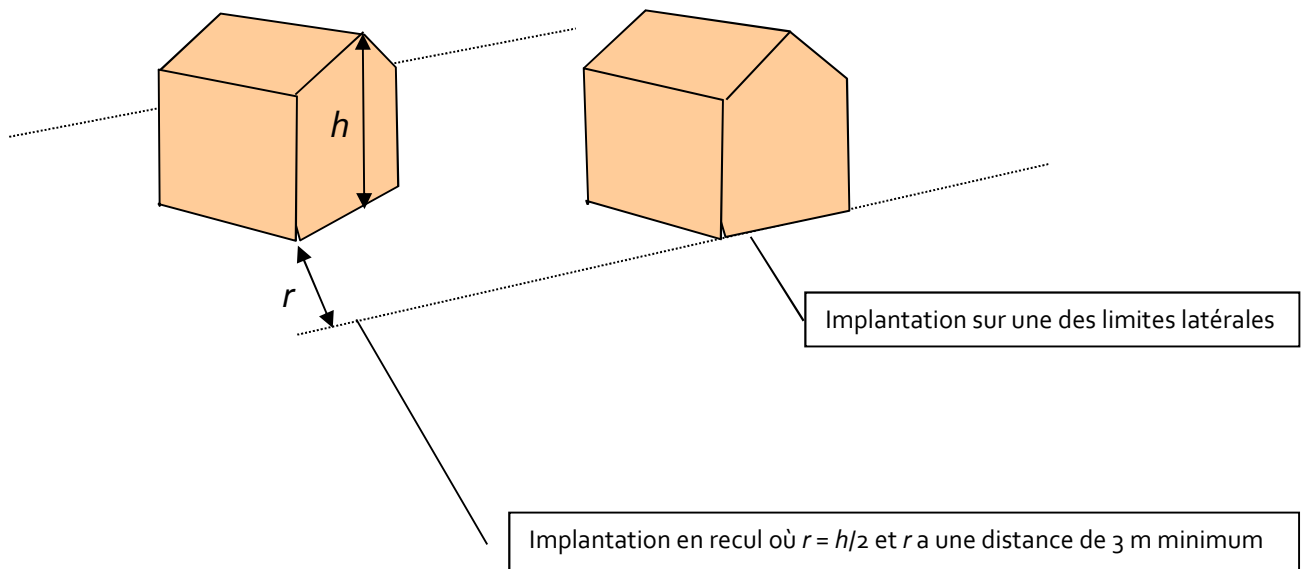 h
r
Implantation sur une des limites latérales
Implantation en recul où r = h/2 et r a une distance de 3 m minimum